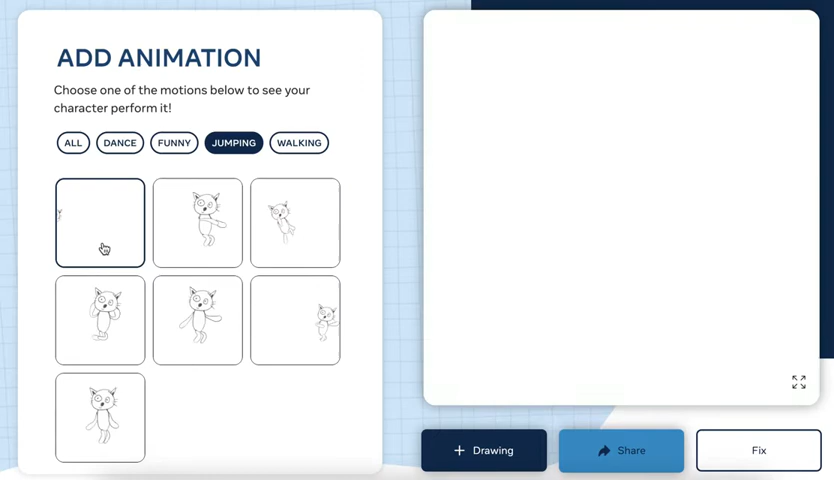 ADD ANIMATION
Choose one of the motions below to see your
character perform it!
ALL DANCE FUNNY JUMPING WALKING
+ Drawing Share Fix